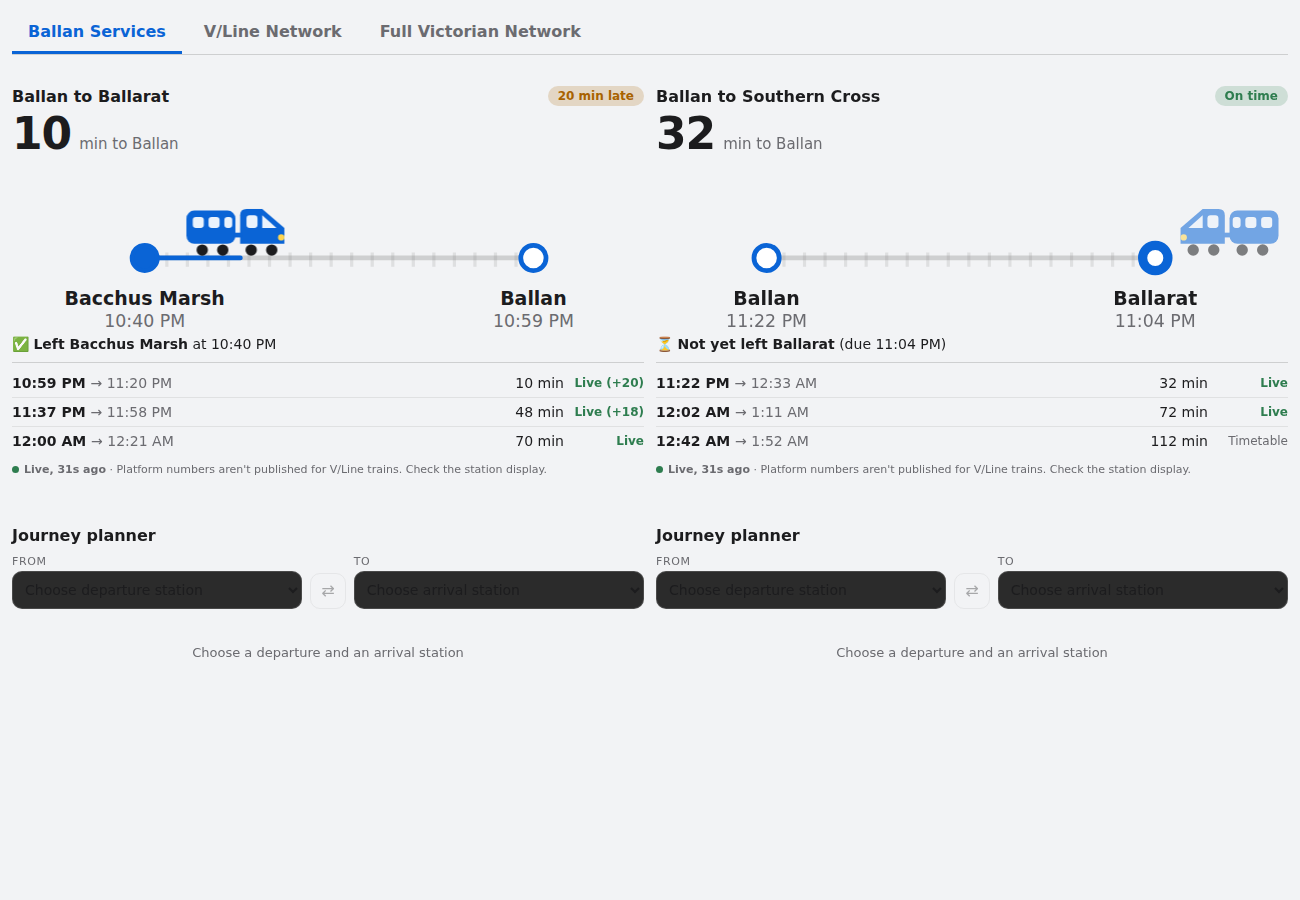 Ballan Services V/Line Network Full Victorian Network
Ballan to Ballarat 20 min late
10 min to Ballan
Bacchus Marsh Ballan
10:40 PM 10:59 PM
✅ Left Bacchus Marsh at 10:40 PM
10:59 PM → 11:20 PM 10 min Live (+20)
11:37 PM → 11:58 PM 48 min Live (+18)
12:00 AM → 12:21 AM 70 min Live
Live, 31s ago · Platform numbers aren't published for V/Line trains. Check the station display.
Journey planner
FROM TO
Choose departure station ⇄ Choose arrival station
Choose a departure and an arrival station
Ballan to Southern Cross On time
32 min to Ballan
Ballan Ballarat
11:22 PM 11:04 PM
⏳ Not yet left Ballarat (due 11:04 PM)
11:22 PM → 12:33 AM 32 min Live
12:02 AM → 1:11 AM 72 min Live
12:42 AM → 1:52 AM 112 min Timetable
Live, 31s ago · Platform numbers aren't published for V/Line trains. Check the station display.
Journey planner
FROM TO
Choose departure station ⇄ Choose arrival station
Choose a departure and an arrival station